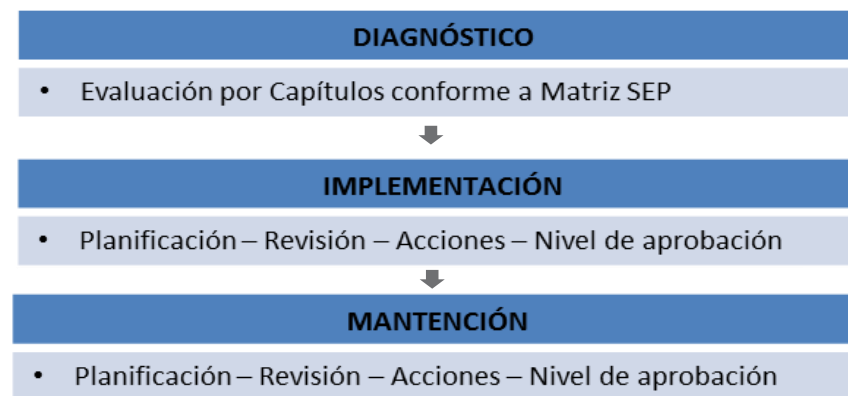 DIAGNÓSTICO
• Evaluación por Capítulos conforme a Matriz SEP
IMPLEMENTACIÓN
• Planificación – Revisión – Acciones – Nivel de aprobación
MANTENCIÓN
• Planificación – Revisión – Acciones – Nivel de aprobación